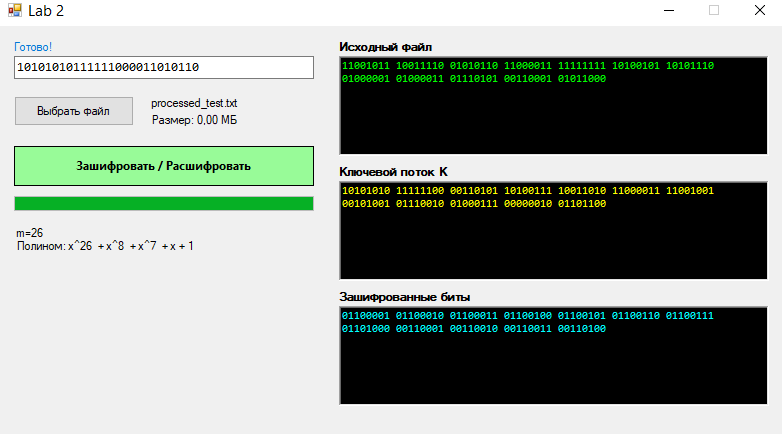 Lab 2
Готово!
10101010111111000011010110
Выбрать файл
processed_test.txt
Размер: 0,00 МБ
Зашифровать / Расшифровать
m=26
Полином: x^26 + x^8 + x^7 + x + 1
Исходный файл
11001011 10011110 01010110 11000011 11111111 10100101 10101110
01000001 01000011 01110101 00110001 01011000
Ключевой поток К
10101010 11111100 00110101 10100111 10011010 11000011 11001001
00101001 01110010 01000111 00000010 01101100
Зашифрованные биты
01100001 01100010 01100011 01100100 01100101 01100110 01100111
01101000 00110001 00110010 00110011 00110100